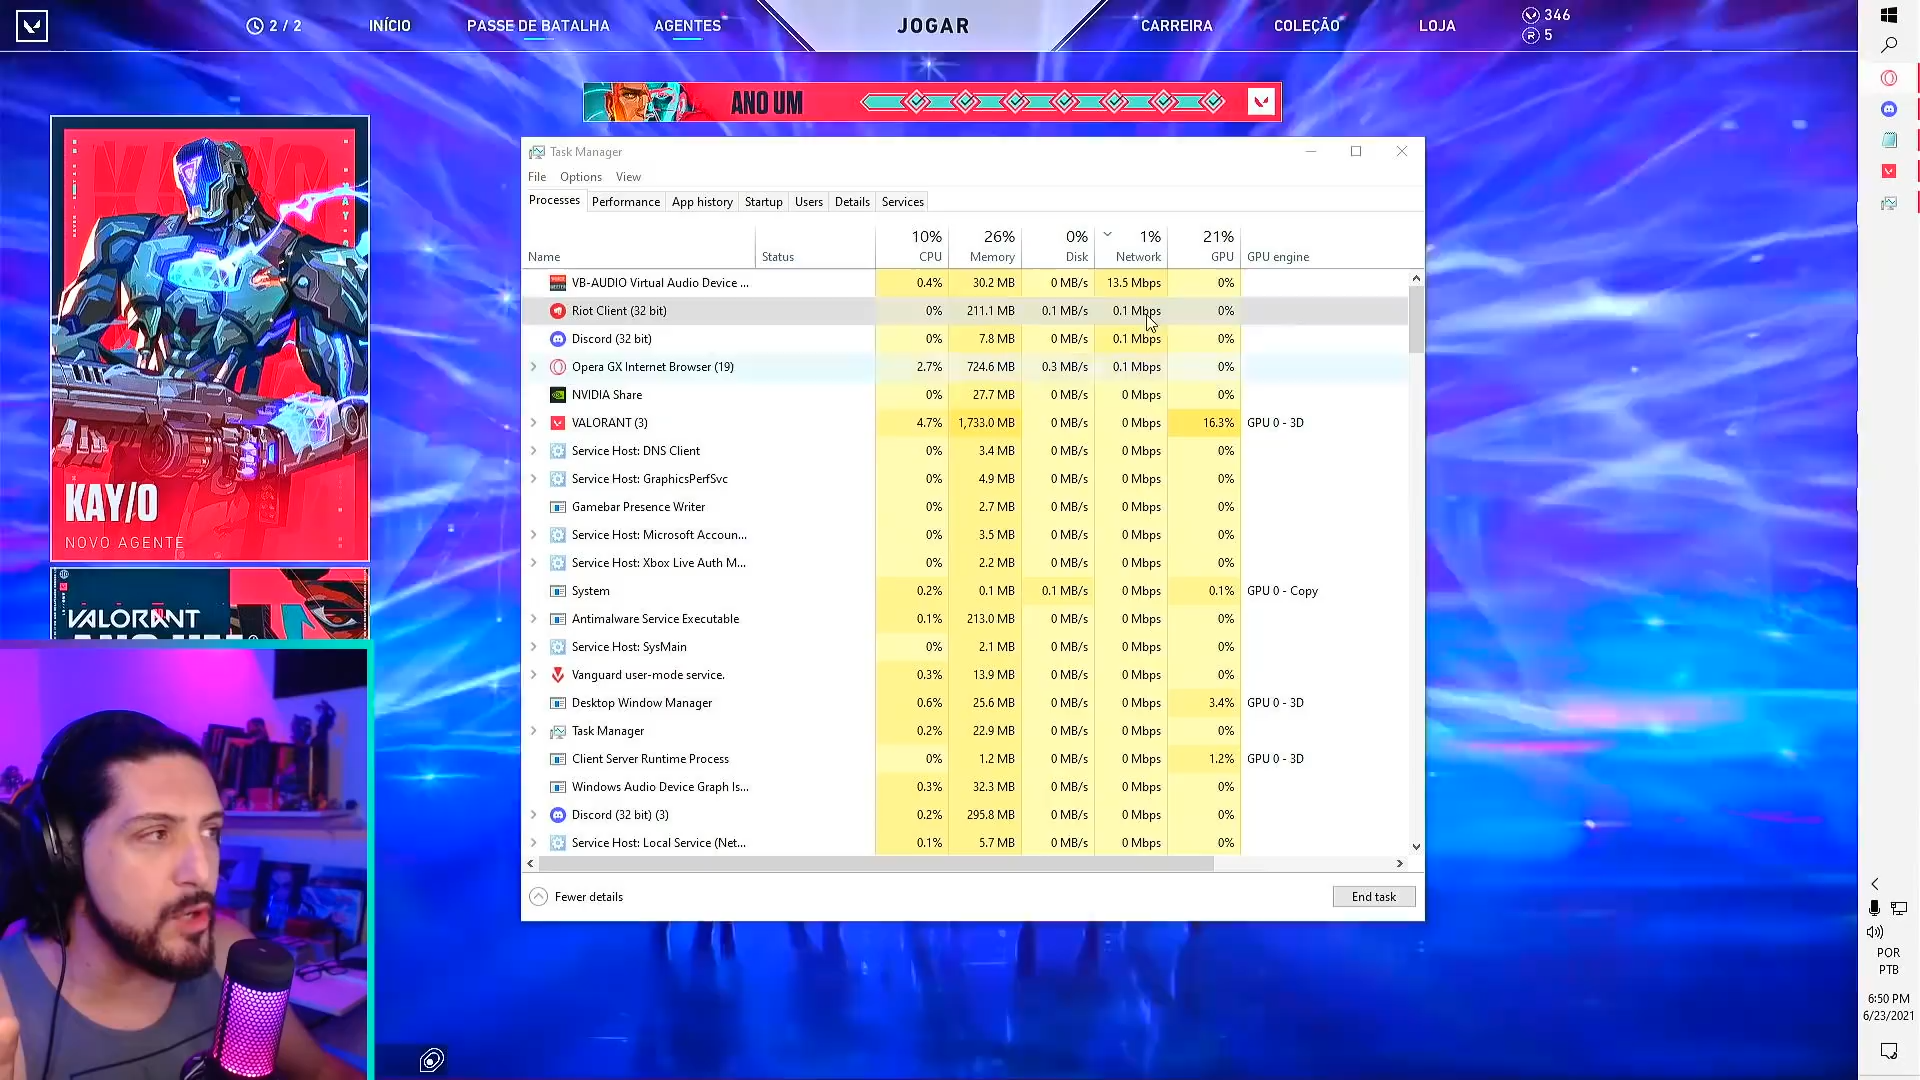 2 / 2
INÍCIO
PASSE DE BATALHA
AGENTES
JOGAR
CARREIRA
COLEÇÃO
LOJA
346
5
ANO UM
KAY/O
NOVO AGENTE
VALORANT
Task Manager
File Options View
Processes Performance App history Startup Users Details Services
10% 26% 0% 1% 21%
Name Status CPU Memory Disk Network GPU GPU engine
VB-AUDIO Virtual Audio Device ... 0.4% 30.2 MB 0 MB/s 13.5 Mbps 0%
Riot Client (32 bit) 0% 211.1 MB 0.1 MB/s 0.1 Mbps 0%
Discord (32 bit) 0% 7.8 MB 0 MB/s 0.1 Mbps 0%
Opera GX Internet Browser (19) 2.7% 724.6 MB 0.3 MB/s 0.1 Mbps 0%
NVIDIA Share 0% 27.7 MB 0 MB/s 0 Mbps 0%
VALORANT (3) 4.7% 1,733.0 MB 0 MB/s 0 Mbps 16.3% GPU 0 - 3D
Service Host: DNS Client 0% 3.4 MB 0 MB/s 0 Mbps 0%
Service Host: GraphicsPerfSvc 0% 4.9 MB 0 MB/s 0 Mbps 0%
Gamebar Presence Writer 0% 2.7 MB 0 MB/s 0 Mbps 0%
Service Host: Microsoft Accoun... 0% 3.5 MB 0 MB/s 0 Mbps 0%
Service Host: Xbox Live Auth M... 0% 2.2 MB 0 MB/s 0 Mbps 0%
System 0.2% 0.1 MB 0.1 MB/s 0 Mbps 0.1% GPU 0 - Copy
Antimalware Service Executable 0.1% 213.0 MB 0 MB/s 0 Mbps 0%
Service Host: SysMain 0% 2.1 MB 0 MB/s 0 Mbps 0%
Vanguard user-mode service. 0.3% 13.9 MB 0 MB/s 0 Mbps 0%
Desktop Window Manager 0.6% 25.6 MB 0 MB/s 0 Mbps 3.4% GPU 0 - 3D
Task Manager 0.2% 22.9 MB 0 MB/s 0 Mbps 0%
Client Server Runtime Process 0% 1.2 MB 0 MB/s 0 Mbps 1.2% GPU 0 - 3D
Windows Audio Device Graph Is... 0.3% 32.3 MB 0 MB/s 0 Mbps 0%
Discord (32 bit) (3) 0.2% 295.8 MB 0 MB/s 0 Mbps 0%
Service Host: Local Service (Net... 0.1% 5.7 MB 0 MB/s 0 Mbps 0%
Fewer details
End task
POR
PTB
6:50 PM
6/23/2021